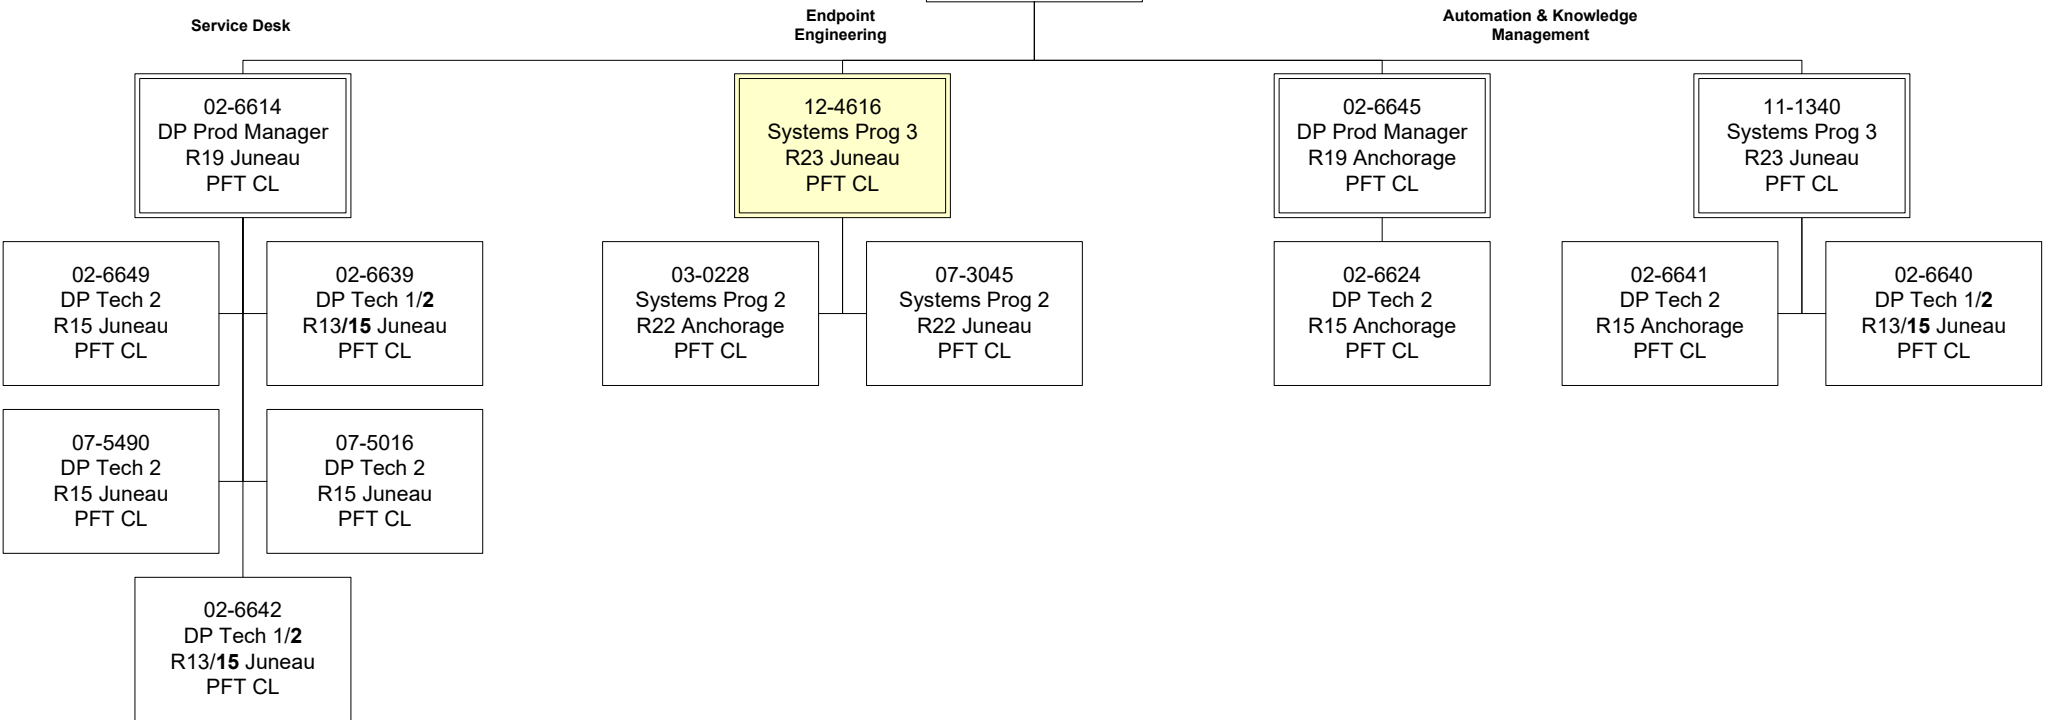 Service Desk
Endpoint
Engineering
Automation & Knowledge
Management
02-6614
DP Prod Manager
R19 Juneau
PFT CL
12-4616
Systems Prog 3
R23 Juneau
PFT CL
02-6645
DP Prod Manager
R19 Anchorage
PFT CL
11-1340
Systems Prog 3
R23 Juneau
PFT CL
02-6649
DP Tech 2
R15 Juneau
PFT CL
02-6639
DP Tech 1/2
R13/15 Juneau
PFT CL
03-0228
Systems Prog 2
R22 Anchorage
PFT CL
07-3045
Systems Prog 2
R22 Juneau
PFT CL
02-6624
DP Tech 2
R15 Anchorage
PFT CL
02-6641
DP Tech 2
R15 Anchorage
PFT CL
02-6640
DP Tech 1/2
R13/15 Juneau
PFT CL
07-5490
DP Tech 2
R15 Juneau
PFT CL
07-5016
DP Tech 2
R15 Juneau
PFT CL
02-6642
DP Tech 1/2
R13/15 Juneau
PFT CL